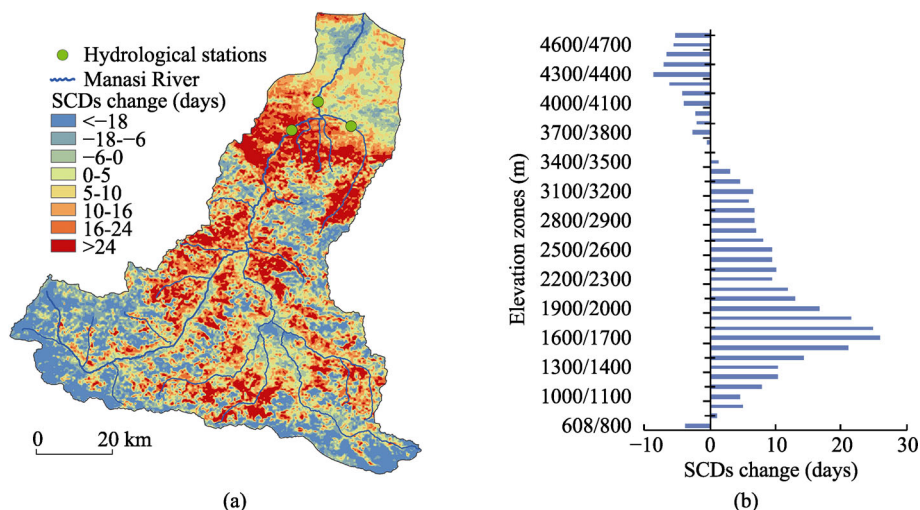 Hydrological stations
Manasi River
SCDs change (days)
<−18
−18-−6
−6-0
0-5
5-10
10-16
16-24
>24
0 20 km
(a)
Elevation zones (m)
4600/4700
4300/4400
4000/4100
3700/3800
3400/3500
3100/3200
2800/2900
2500/2600
2200/2300
1900/2000
1600/1700
1300/1400
1000/1100
608/800
−10 0 10 20 30
SCDs change (days)
(b)